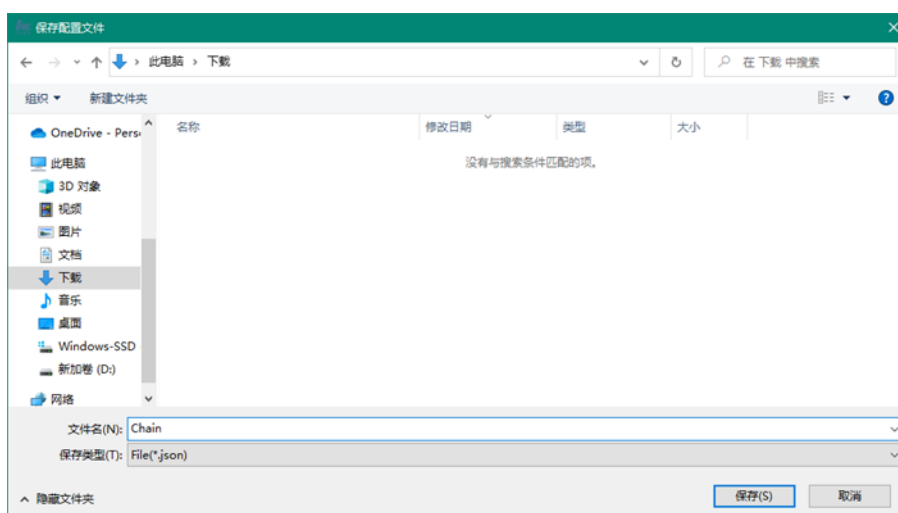 保存配置文件
此电脑 › 下载
在 下载 中搜索
组织
新建文件夹
OneDrive - Pers
名称
修改日期
类型
大小
没有与搜索条件匹配的项。
此电脑
3D 对象
视频
图片
文档
下载
音乐
桌面
Windows-SSD
新加卷 (D:)
网络
文件名(N): Chain
保存类型(T): File(*.json)
隐藏文件夹
保存(S)
取消